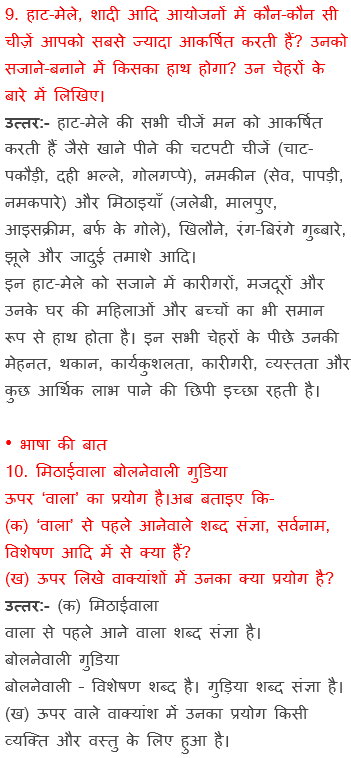 9. हाट-मेले, शादी आदि आयोजनों में कौन-कौन सी
चीज़ें आपको सबसे ज्यादा आकर्षित करती हैं? उनको
सजाने-बनाने में किसका हाथ होगा? उन चेहरों के
बारे में लिखिए।
उत्तर:- हाट-मेले की सभी चीजें मन को आकर्षित
करती हैं जैसे खाने पीने की चटपटी चीजें (चाट-
पकौड़ी, दही भल्ले, गोलगप्पे), नमकीन (सेव, पापड़ी,
नमकपारे) और मिठाइयाँ (जलेबी, मालपुए,
आइसक्रीम, बर्फ के गोले), खिलौने, रंग-बिरंगे गुब्बारे,
झूले और जादुई तमाशे आदि।
इन हाट-मेले को सजाने में कारीगरों, मजदूरों और
उनके घर की महिलाओं और बच्चों का भी समान
रूप से हाथ होता है। इन सभी चेहरों के पीछे उनकी
मेहनत, थकान, कार्यकुशलता, कारीगरी, व्यस्तता और
कुछ आर्थिक लाभ पाने की छिपी इच्छा रहती है।
• भाषा की बात
10. मिठाईवाला बोलनेवाली गुडिया
ऊपर ‘वाला’ का प्रयोग है।अब बताइए कि-
(क) ‘वाला’ से पहले आनेवाले शब्द संज्ञा, सर्वनाम,
विशेषण आदि में से क्या हैं?
(ख) ऊपर लिखे वाक्यांशों में उनका क्या प्रयोग है?
उत्तर:- (क) मिठाईवाला
वाला से पहले आने वाला शब्द संज्ञा है।
बोलनेवाली गुडिया
बोलनेवाली – विशेषण शब्द है। गुड़िया शब्द संज्ञा है।
(ख) ऊपर वाले वाक्यांश में उनका प्रयोग किसी
व्यक्ति और वस्तु के लिए हुआ है।